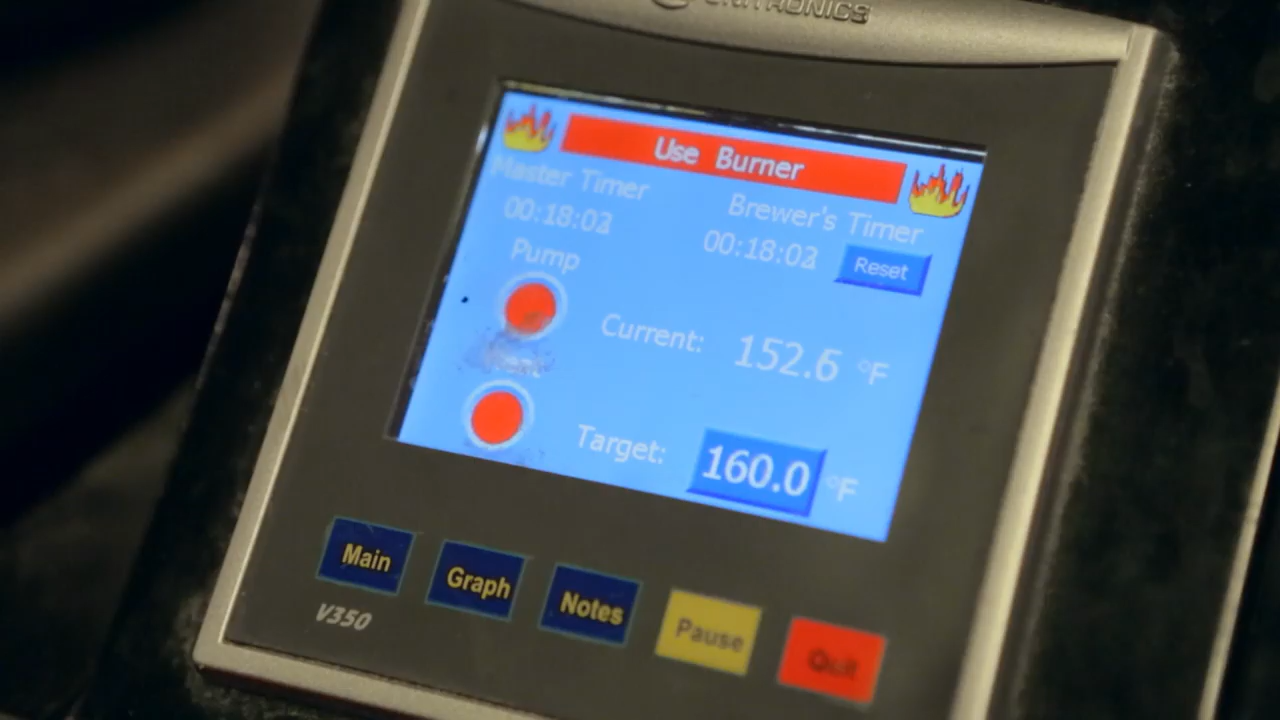 UNITRONICS
Use Burner
Master Timer
Brewer's Timer
00:18:02
00:18:02
Reset
Pump
Current: 152.6 °F
Target: 160.0 °F
Main
Graph
Notes
Pause
Quit
V350